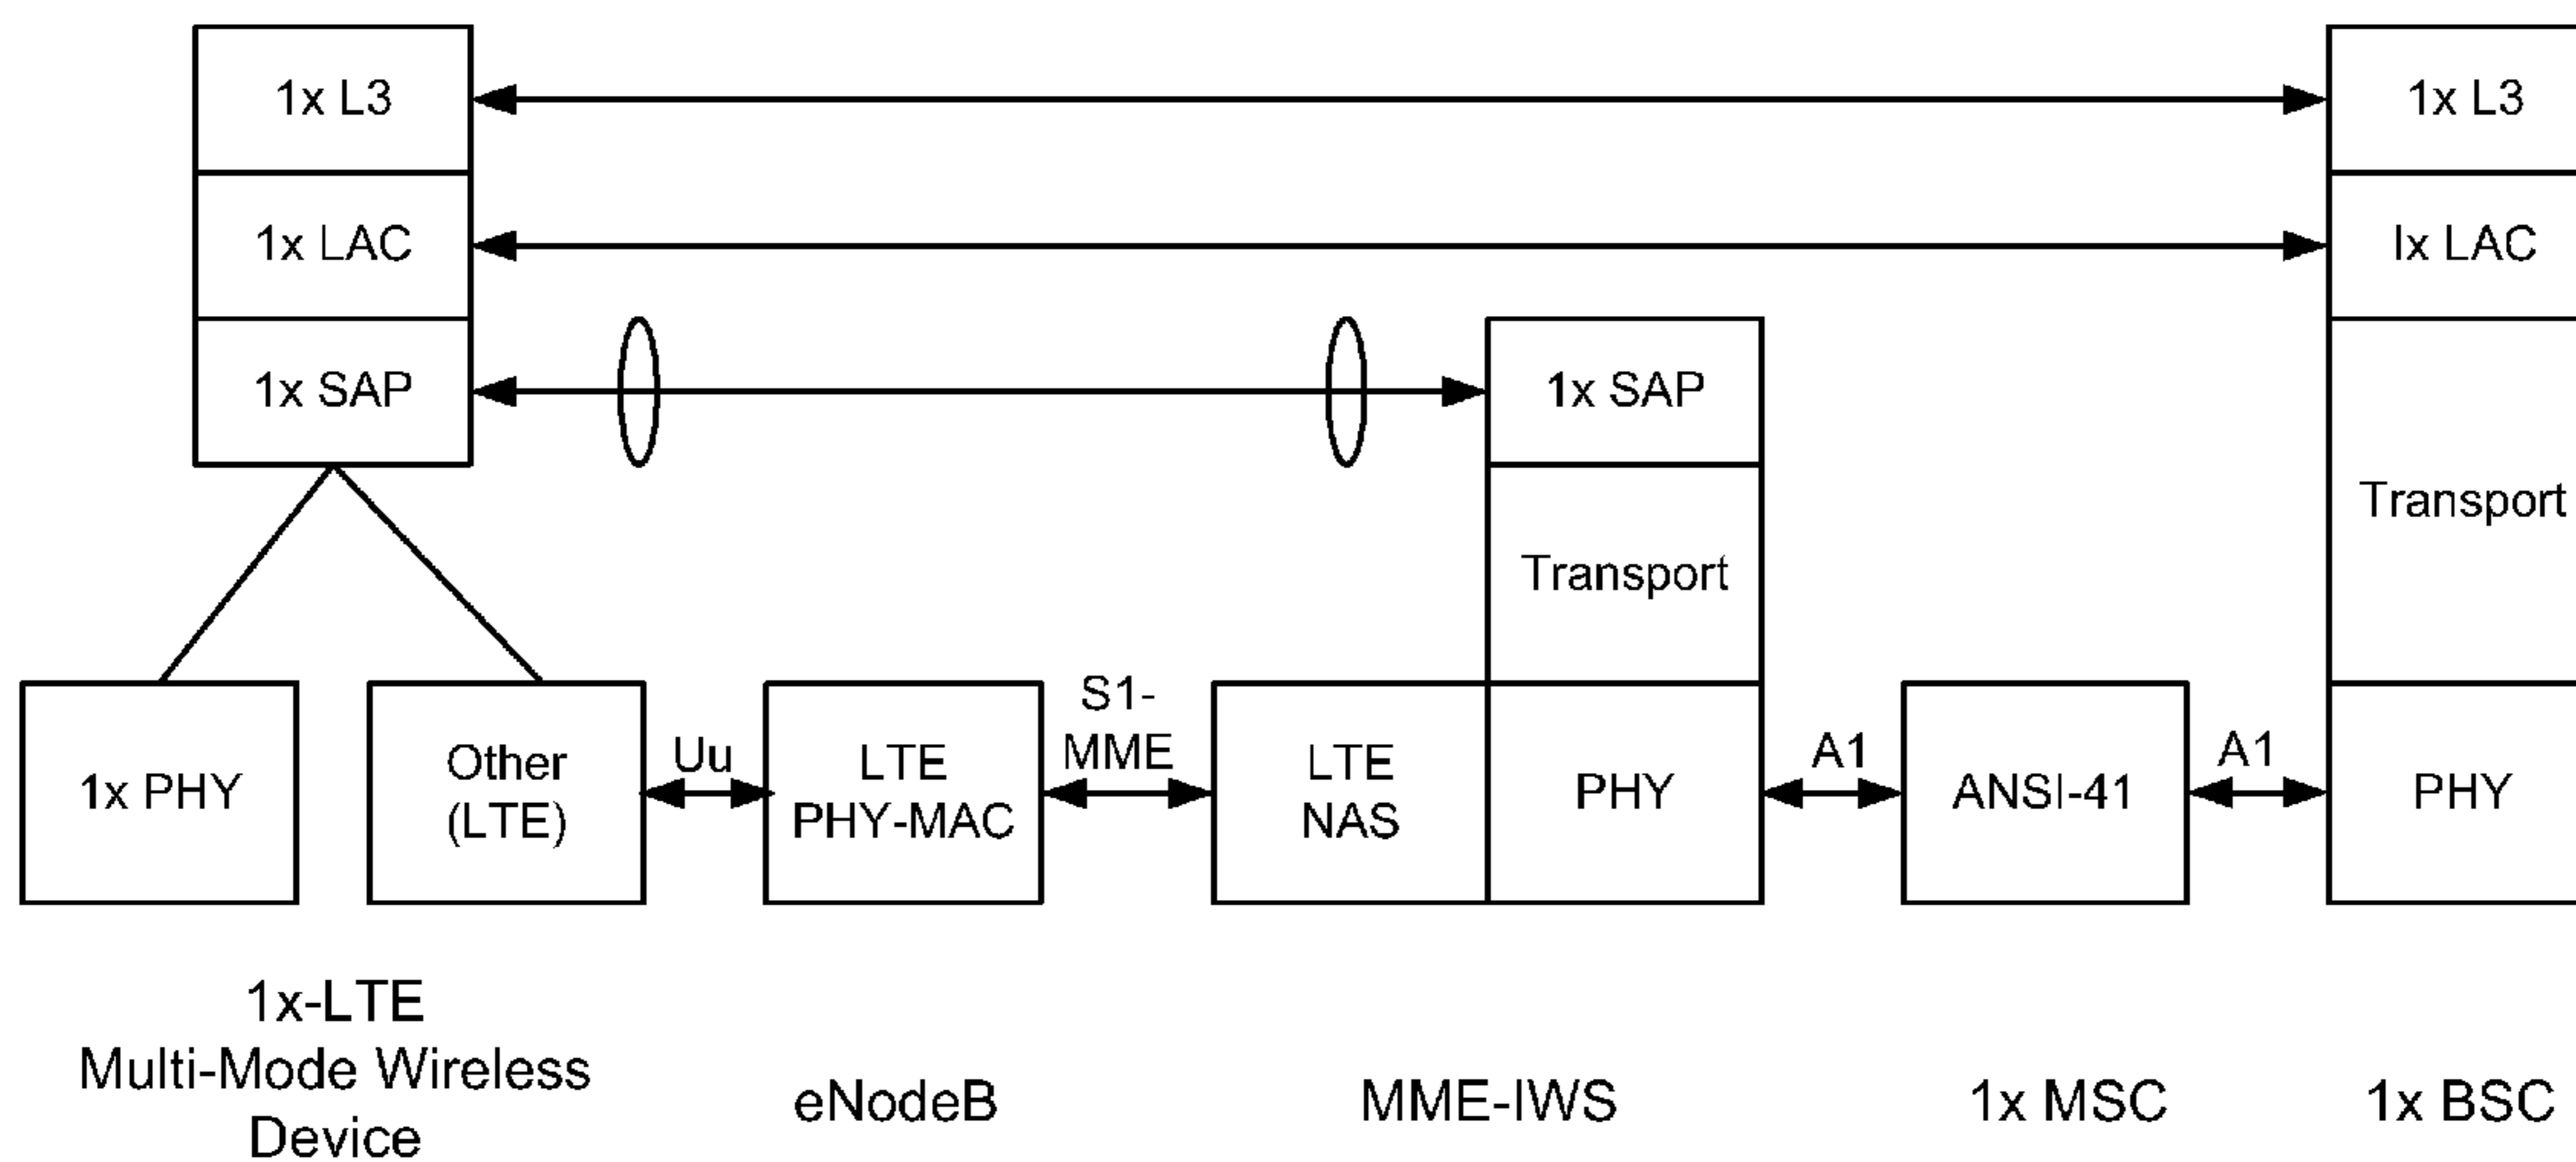 1x L3
1x L3
1x LAC
Ix LAC
1x SAP
1x SAP
Transport
Transport
1x PHY
Other
(LTE)
Uu
LTE
PHY-MAC
S1-
MME
LTE
NAS
PHY
A1
ANSI-41
A1
PHY
1x-LTE
Multi-Mode Wireless
Device
eNodeB
MME-IWS
1x MSC
1x BSC